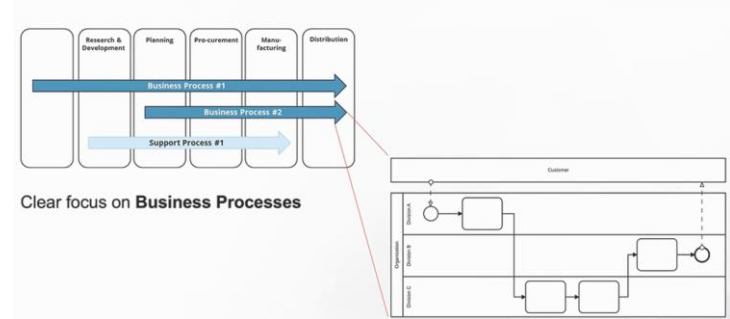 Research &
Development
Planning
Pro-curement
Manu-
facturing
Distribution
Business Process #1
Business Process #2
Support Process #1
Clear focus on Business Processes
Customer
Organisation
Division A
Division B
Division C